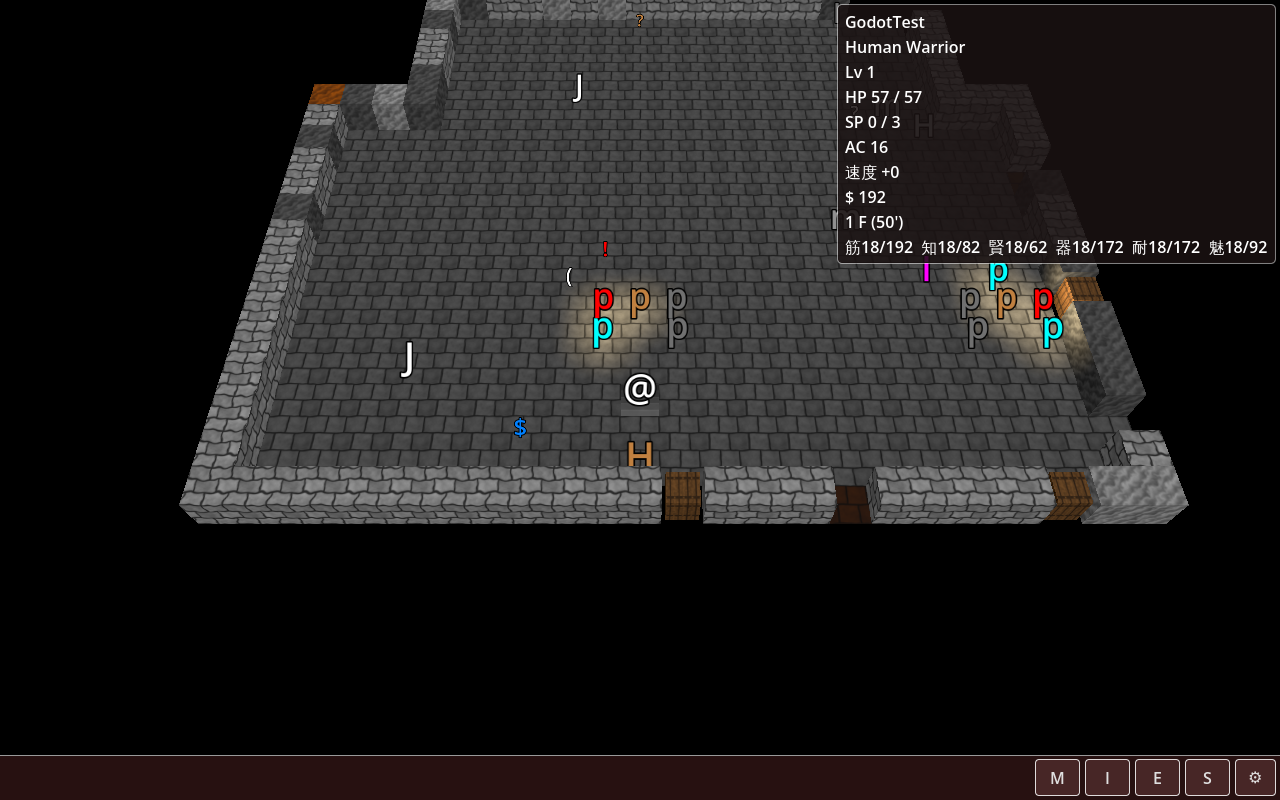 GodotTest
Human Warrior
Lv 1
HP 57 / 57
SP 0 / 3
AC 16
速度 +0
$ 192
1 F (50')
筋18/192 知18/82 賢18/62 器18/172 耐18/172 魅18/92
?
J
H
!
(
p p p
p p
p
p p p
p p
J
@
$
H
M I E S ⚙